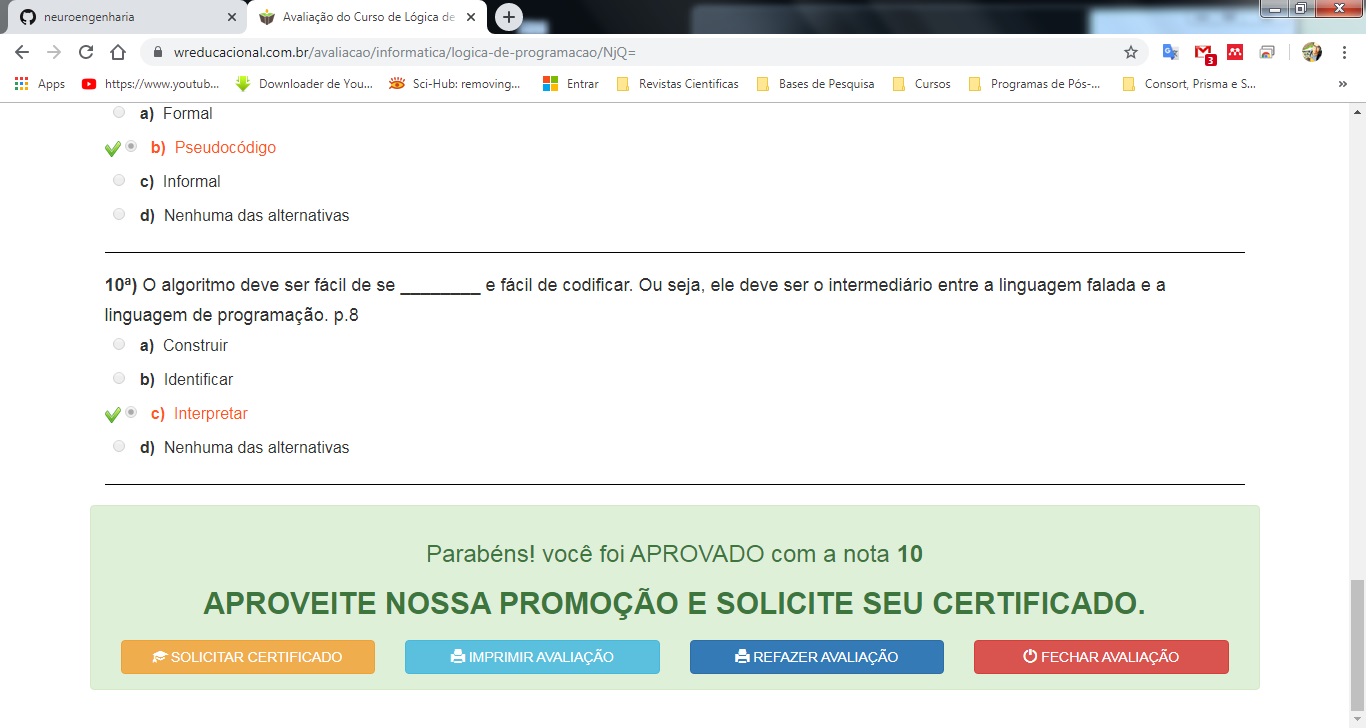 neuroengenharia
Avaliação do Curso de Lógica de
wreducacional.com.br/avaliacao/informatica/logica-de-programacao/NjQ=
3
Apps https://www.youtub... Downloader de You... Sci-Hub: removing... Entrar Revistas Científicas Bases de Pesquisa Cursos Programas de Pós-... Consort, Prisma e S... »
a) Formal
b) Pseudocódigo
c) Informal
d) Nenhuma das alternativas
10ª) O algoritmo deve ser fácil de se ________ e fácil de codificar. Ou seja, ele deve ser o intermediário entre a linguagem falada e a
linguagem de programação. p.8
a) Construir
b) Identificar
c) Interpretar
d) Nenhuma das alternativas
Parabéns! você foi APROVADO com a nota 10
APROVEITE NOSSA PROMOÇÃO E SOLICITE SEU CERTIFICADO.
SOLICITAR CERTIFICADO
IMPRIMIR AVALIAÇÃO
REFAZER AVALIAÇÃO
FECHAR AVALIAÇÃO